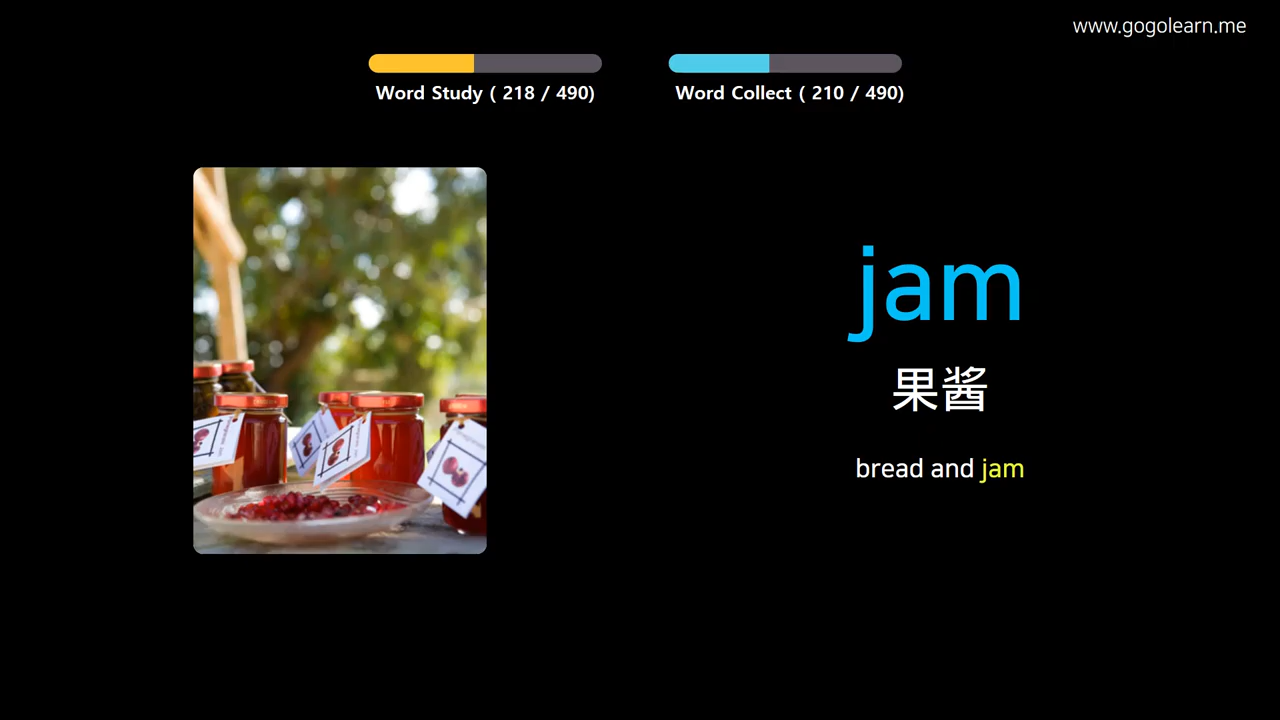 www.gogolearn.me
Word Study ( 218 / 490)
Word Collect ( 210 / 490)
jam
果酱
bread and jam